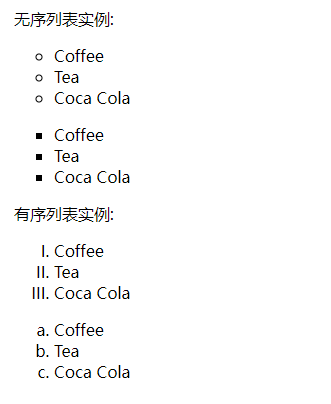 无序列表实例:
○ Coffee
○ Tea
○ Coca Cola
■ Coffee
■ Tea
■ Coca Cola
有序列表实例:
I. Coffee
II. Tea
III. Coca Cola
a. Coffee
b. Tea
c. Coca Cola